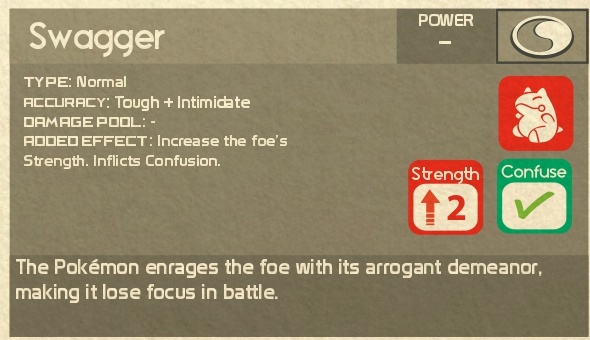 Swagger
POWER
–
TYPE: Normal
ACCURACY: Tough + Intimidate
DAMAGE POOL: -
ADDED EFFECT: Increase the foe's
Strength. Inflicts Confusion.
Strength
2
Confuse
The Pokémon enrages the foe with its arrogant demeanor,
making it lose focus in battle.